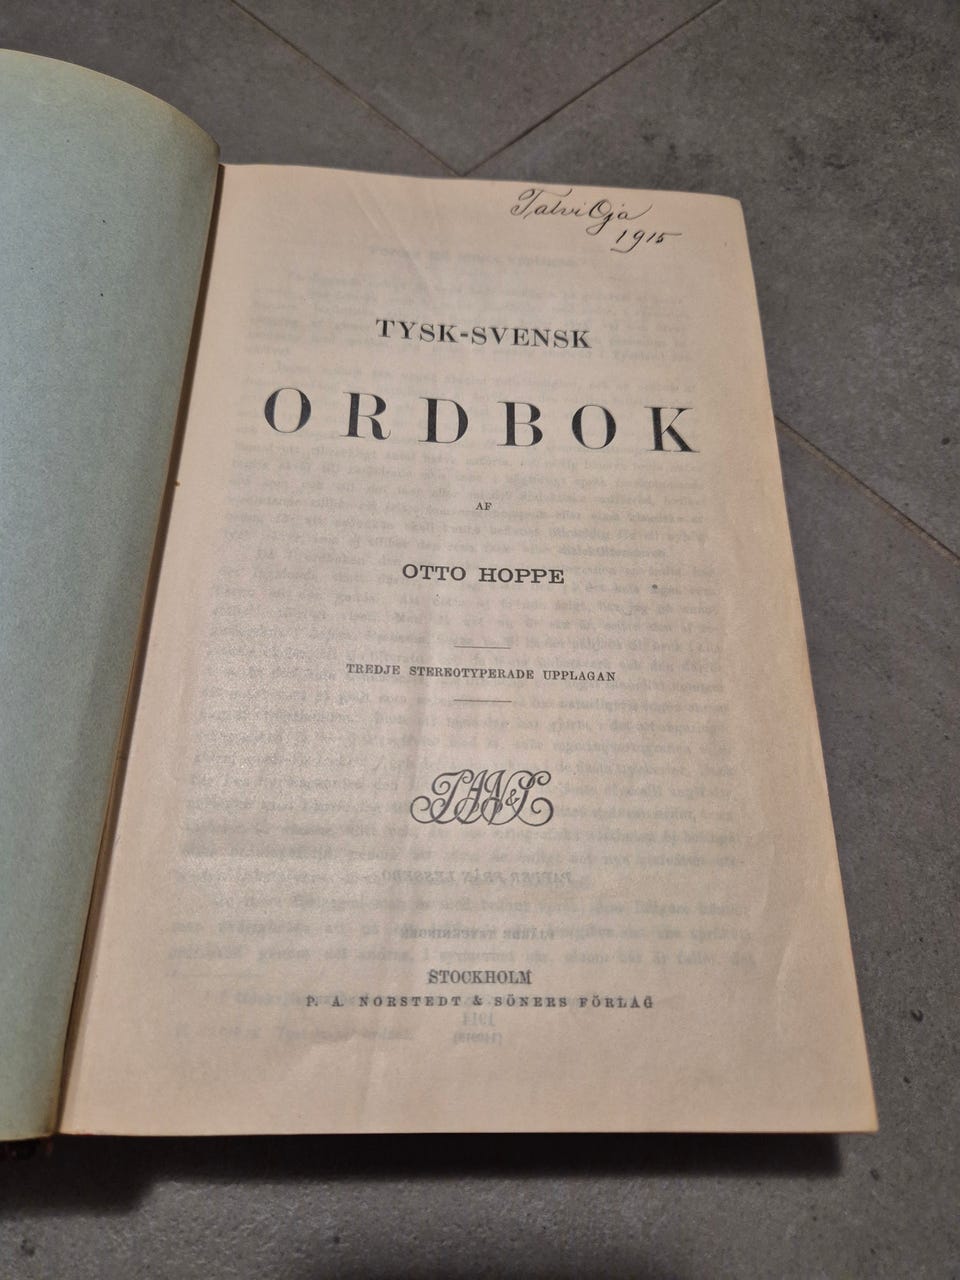 Talvi Oja
1915
TYSK-SVENSK
ORDBOK
AF
OTTO HOPPE
TREDJE STEREOTYPERADE UPPLAGAN
P A N & S
STOCKHOLM
P. A. NORSTEDT & SÖNERS FÖRLAG